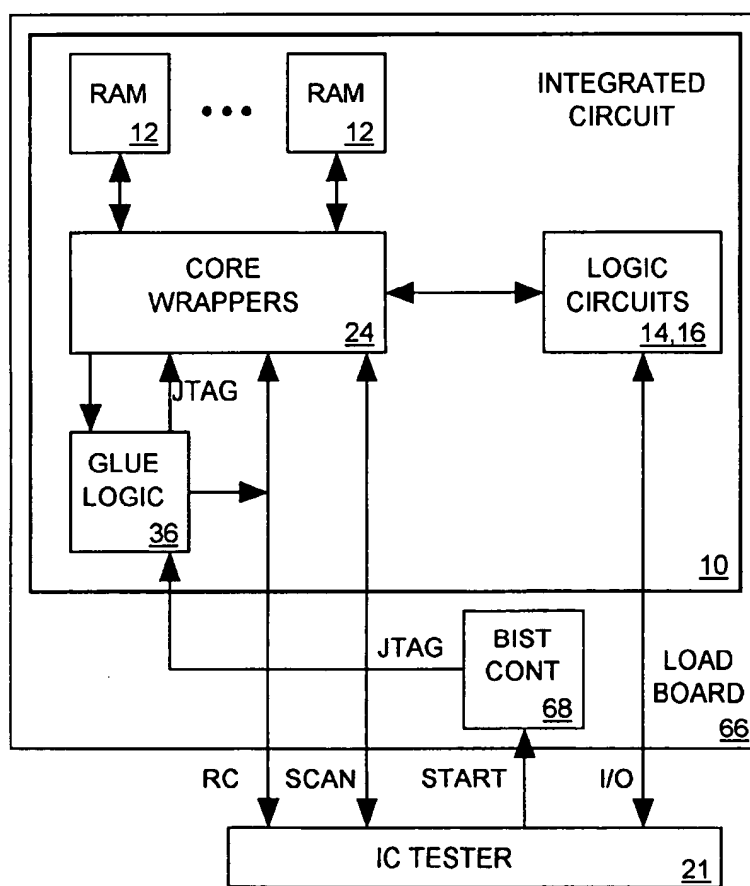 RAM
12
RAM
12
INTEGRATED
CIRCUIT
CORE
WRAPPERS
24
LOGIC
CIRCUITS
14,16
JTAG
GLUE
LOGIC
36
10
JTAG
BIST
CONT
68
LOAD
BOARD
66
RC
SCAN
START
I/O
IC TESTER
21